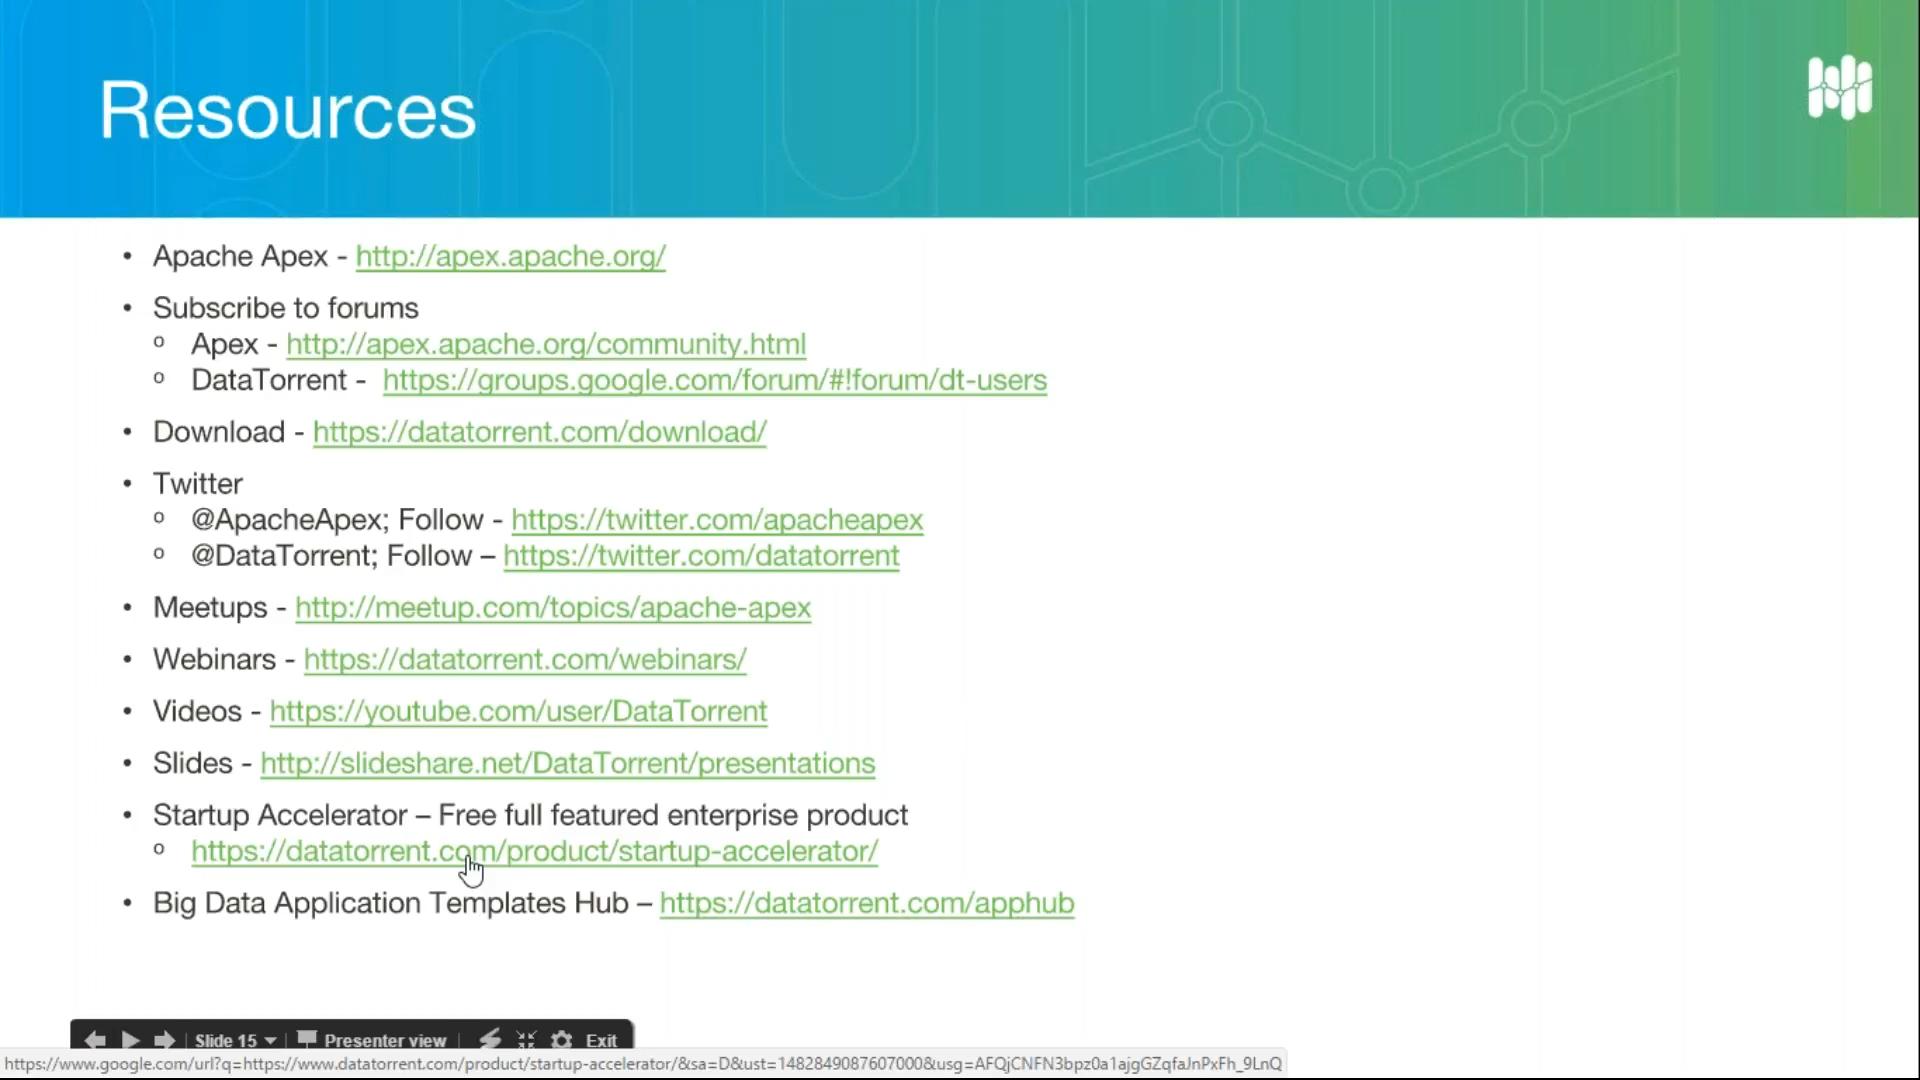 Resources
• Apache Apex - http://apex.apache.org/
• Subscribe to forums
o Apex - http://apex.apache.org/community.html
o DataTorrent - https://groups.google.com/forum/#!forum/dt-users
• Download - https://datatorrent.com/download/
• Twitter
o @ApacheApex; Follow - https://twitter.com/apacheapex
o @DataTorrent; Follow – https://twitter.com/datatorrent
• Meetups - http://meetup.com/topics/apache-apex
• Webinars - https://datatorrent.com/webinars/
• Videos - https://youtube.com/user/DataTorrent
• Slides - http://slideshare.net/DataTorrent/presentations
• Startup Accelerator – Free full featured enterprise product
o https://datatorrent.com/product/startup-accelerator/
• Big Data Application Templates Hub – https://datatorrent.com/apphub
Slide 15 Presenter view Exit
https://www.google.com/url?q=https://www.datatorrent.com/product/startup-accelerator/&sa=D&ust=1482849087607000&usg=AFQjCNFN3bpz0a1ajgGZqfaJnPxFh_9LnQ